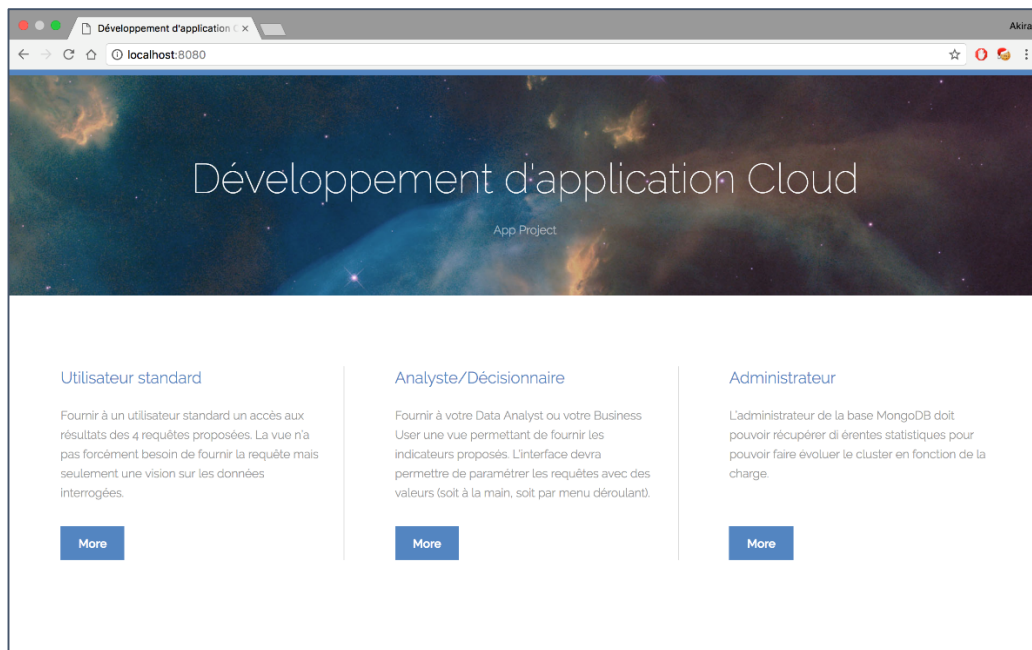 Développement d'application C
Akira
localhost:8080
Développement d'application Cloud
App Project
Utilisateur standard
Fournir à un utilisateur standard un accès aux
résultats des 4 requêtes proposées. La vue n'a
pas forcément besoin de fournir la requête mais
seulement une vision sur les données
interrogées.
More
Analyste/Décisionnaire
Fournir à votre Data Analyst ou votre Business
User une vue permettant de fournir les
indicateurs proposés. L'interface devra
permettre de paramétrer les requêtes avec des
valeurs (soit à la main, soit par menu déroulant).
More
Administrateur
L'administrateur de la base MongoDB doit
pouvoir récupérer di érentes statistiques pour
pouvoir faire évoluer le cluster en fonction de la
charge.
More